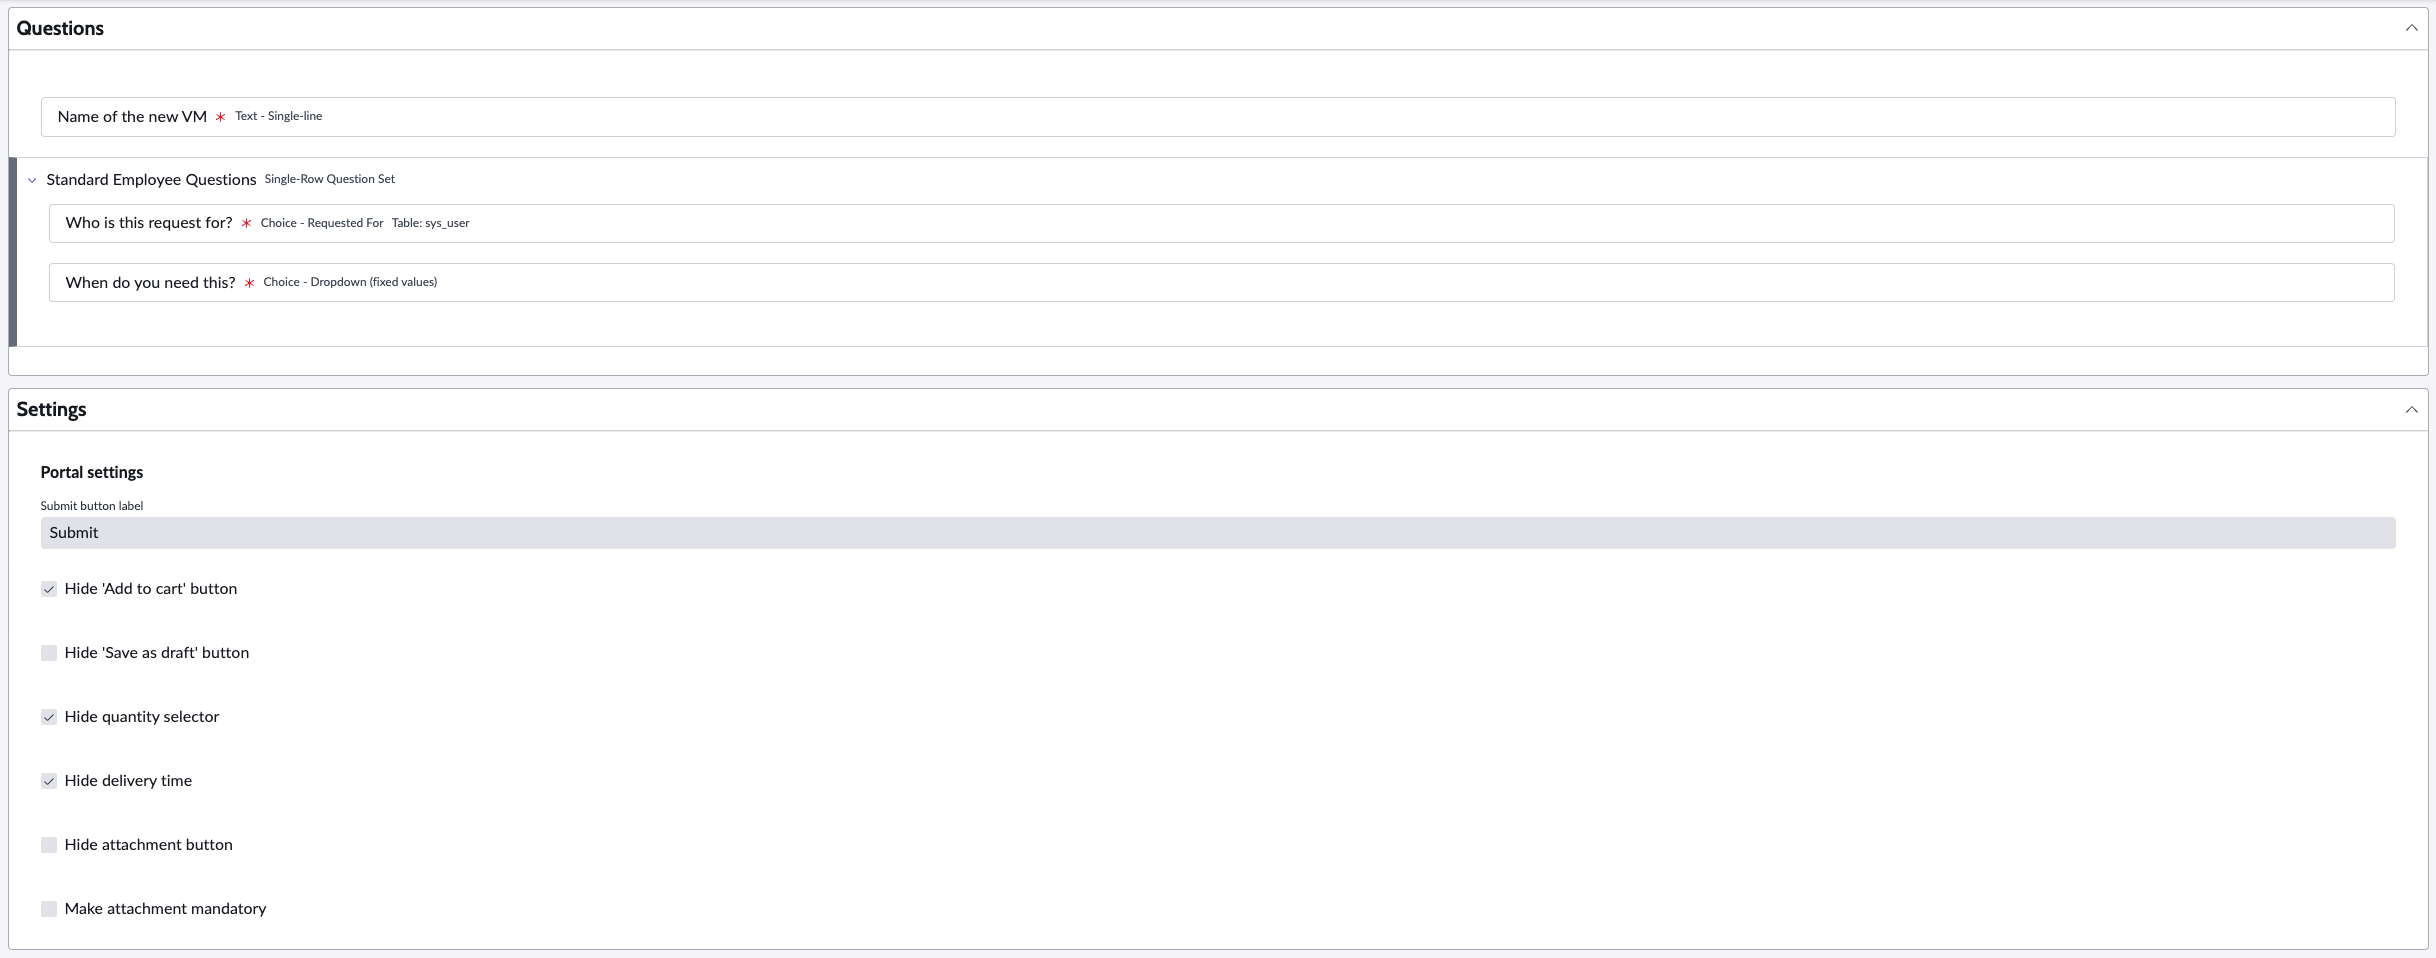 Questions
Name of the new VM * Text - Single-line
Standard Employee Questions Single-Row Question Set
Who is this request for? * Choice - Requested For Table: sys_user
When do you need this? * Choice - Dropdown (fixed values)
Settings
Portal settings
Submit button label
Submit
Hide 'Add to cart' button
Hide 'Save as draft' button
Hide quantity selector
Hide delivery time
Hide attachment button
Make attachment mandatory